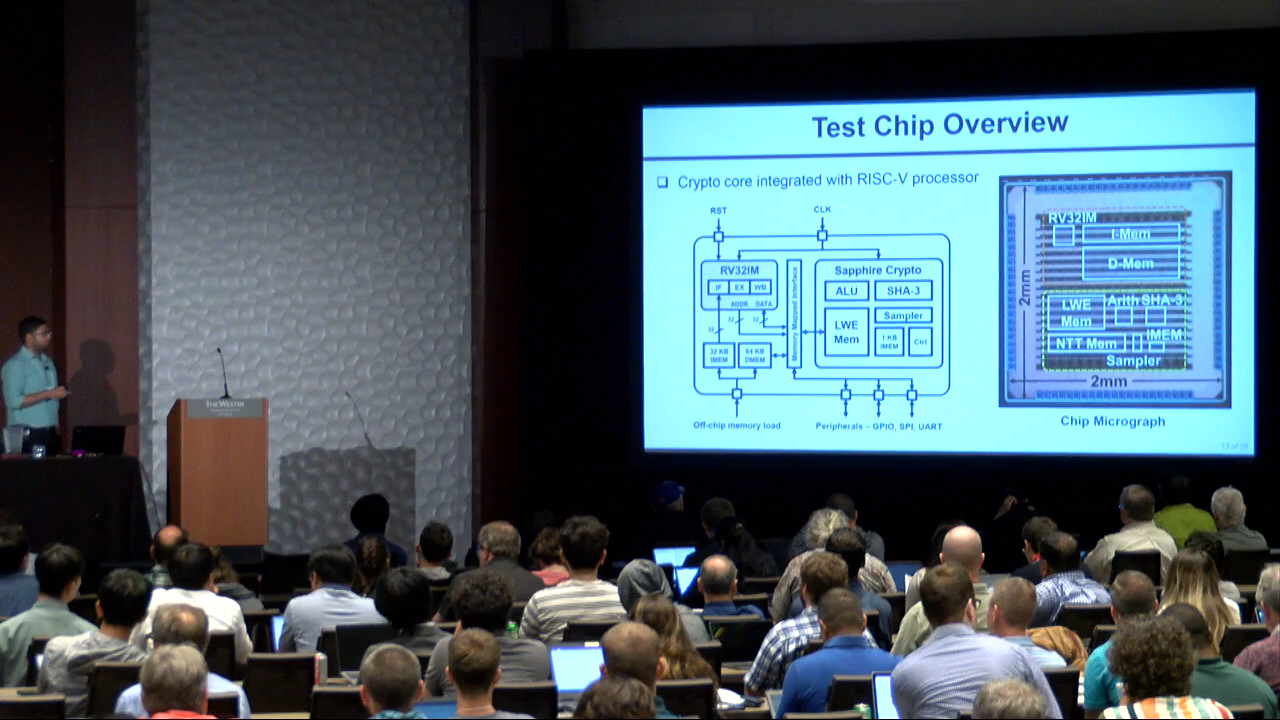 Test Chip Overview
❑ Crypto core integrated with RISC-V processor
RST
CLK
RV32IM
IF EX WB
ADDR DATA
32
32
32
32 KB
IMEM
64 KB
DMEM
Memory Mapped Interface
Sapphire Crypto
ALU
SHA-3
LWE
Mem
Sampler
1 KB
IMEM
Ctrl
Off-chip memory load
Peripherals – GPIO, SPI, UART
RV32IM
I-Mem
D-Mem
LWE
Mem
Arith SHA-3
NTT Mem
IMEM
Sampler
2mm
2mm
Chip Micrograph
THE WESTIN